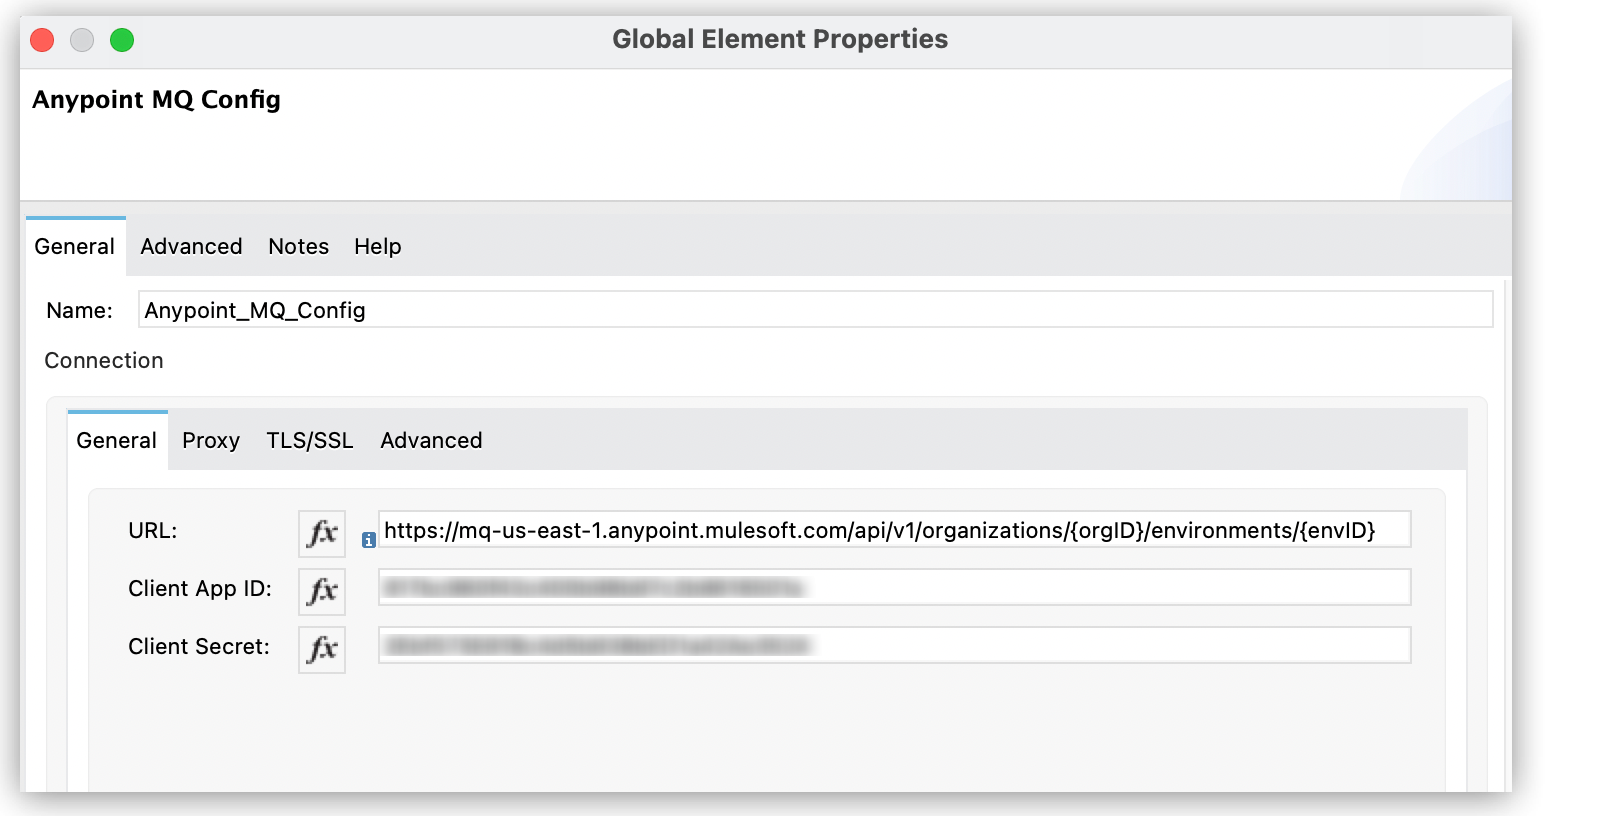 Global Element Properties
Anypoint MQ Config
General Advanced Notes Help
Name: Anypoint_MQ_Config
Connection
General Proxy TLS/SSL Advanced
URL: fx i https://mq-us-east-1.anypoint.mulesoft.com/api/v1/organizations/{orgID}/environments/{envID}
Client App ID: fx
Client Secret: fx